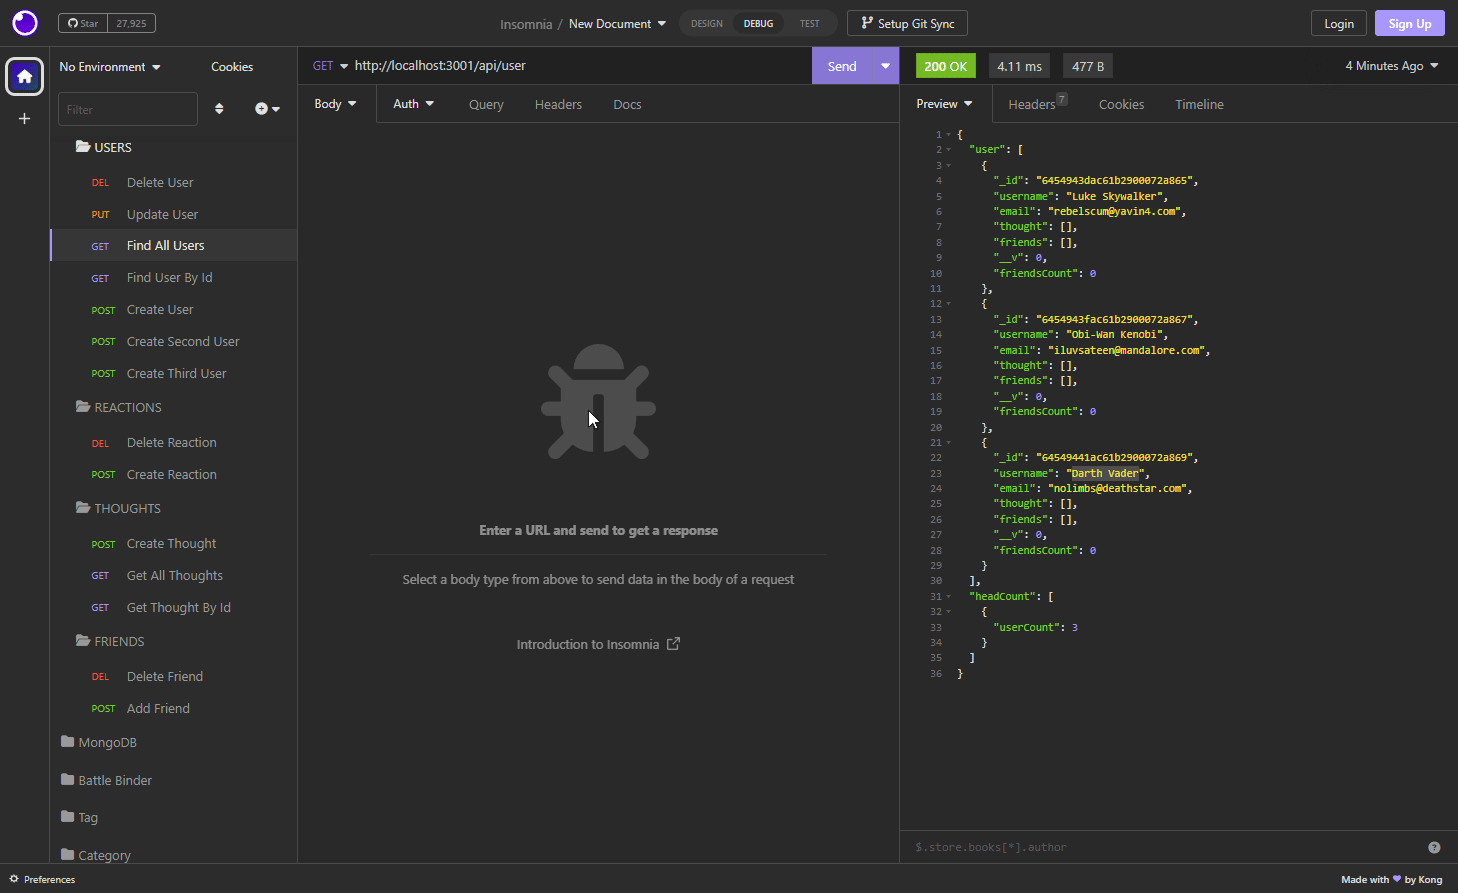 Star 27,925
Insomnia / New Document
DESIGN DEBUG TEST
Setup Git Sync
Login Sign Up
No Environment Cookies
Filter
USERS
DEL Delete User
PUT Update User
GET Find All Users
GET Find User By Id
POST Create User
POST Create Second User
POST Create Third User
REACTIONS
DEL Delete Reaction
POST Create Reaction
THOUGHTS
POST Create Thought
GET Get All Thoughts
GET Get Thought By Id
FRIENDS
DEL Delete Friend
POST Add Friend
MongoDB
Battle Binder
Tag
Category
GET http://localhost:3001/api/user Send
Body Auth Query Headers Docs
Enter a URL and send to get a response
Select a body type from above to send data in the body of a request
Introduction to Insomnia
200 OK 4.11 ms 477 B 4 Minutes Ago
Preview Headers 7 Cookies Timeline
1 {
2 "user": [
3 {
4 "_id": "6454943dac61b2900072a865",
5 "username": "Luke Skywalker",
6 "email": "rebelscum@yavin4.com",
7 "thought": [],
8 "friends": [],
9 "__v": 0,
10 "friendsCount": 0
11 },
12 {
13 "_id": "6454943fac61b2900072a867",
14 "username": "Obi-Wan Kenobi",
15 "email": "iluvsateen@mandalore.com",
16 "thought": [],
17 "friends": [],
18 "__v": 0,
19 "friendsCount": 0
20 },
21 {
22 "_id": "64549441ac61b2900072a869",
23 "username": "Darth Vader",
24 "email": "nolimbs@deathstar.com",
25 "thought": [],
26 "friends": [],
27 "__v": 0,
28 "friendsCount": 0
29 }
30 ],
31 "headCount": [
32 {
33 "userCount": 3
34 }
35 ]
36 }
$.store.books[*].author
Preferences
Made with ♥ by Kong